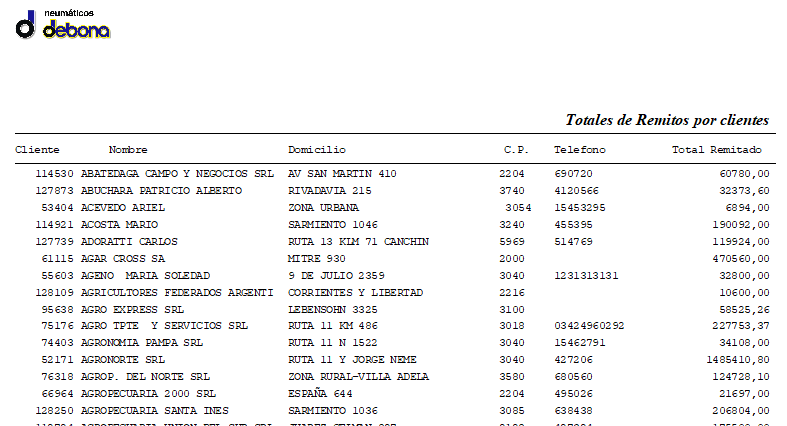 neumáticos
debona
Totales de Remitos por clientes
Cliente Nombre Domicilio C.P. Telefono Total Remitado
114530 ABATEDAGA CAMPO Y NEGOCIOS SRL AV SAN MARTIN 410 2204 690720 60780,00
127873 ABUCHARA PATRICIO ALBERTO RIVADAVIA 215 3740 4120566 32373,60
53404 ACEVEDO ARIEL ZONA URBANA 3054 15453295 6894,00
114921 ACOSTA MARIO SARMIENTO 1046 3240 455395 190092,00
127739 ADORATTI CARLOS RUTA 13 KLM 71 CANCHIN 5969 514769 119924,00
61115 AGAR CROSS SA MITRE 930 2000 470560,00
55603 AGENO MARIA SOLEDAD 9 DE JULIO 2359 3040 1231313131 32800,00
128109 AGRICULTORES FEDERADOS ARGENTI CORRIENTES Y LIBERTAD 2216 10600,00
95638 AGRO EXPRESS SRL LEBENSOHN 3325 3100 58525,26
75176 AGRO TPTE Y SERVICIOS SRL RUTA 11 KM 486 3018 03424960292 227753,37
74403 AGRONOMIA PAMPA SRL RUTA 11 N 1522 3040 15462791 34108,00
52171 AGRONORTE SRL RUTA 11 Y JORGE NEME 3040 427206 1485410,80
76318 AGROP. DEL NORTE SRL ZONA RURAL-VILLA ADELA 3580 680560 124728,10
66964 AGROPECUARIA 2000 SRL ESPAÑA 644 2204 495026 21697,00
128250 AGROPECUARIA SANTA INES SARMIENTO 1036 3085 638438 206804,00